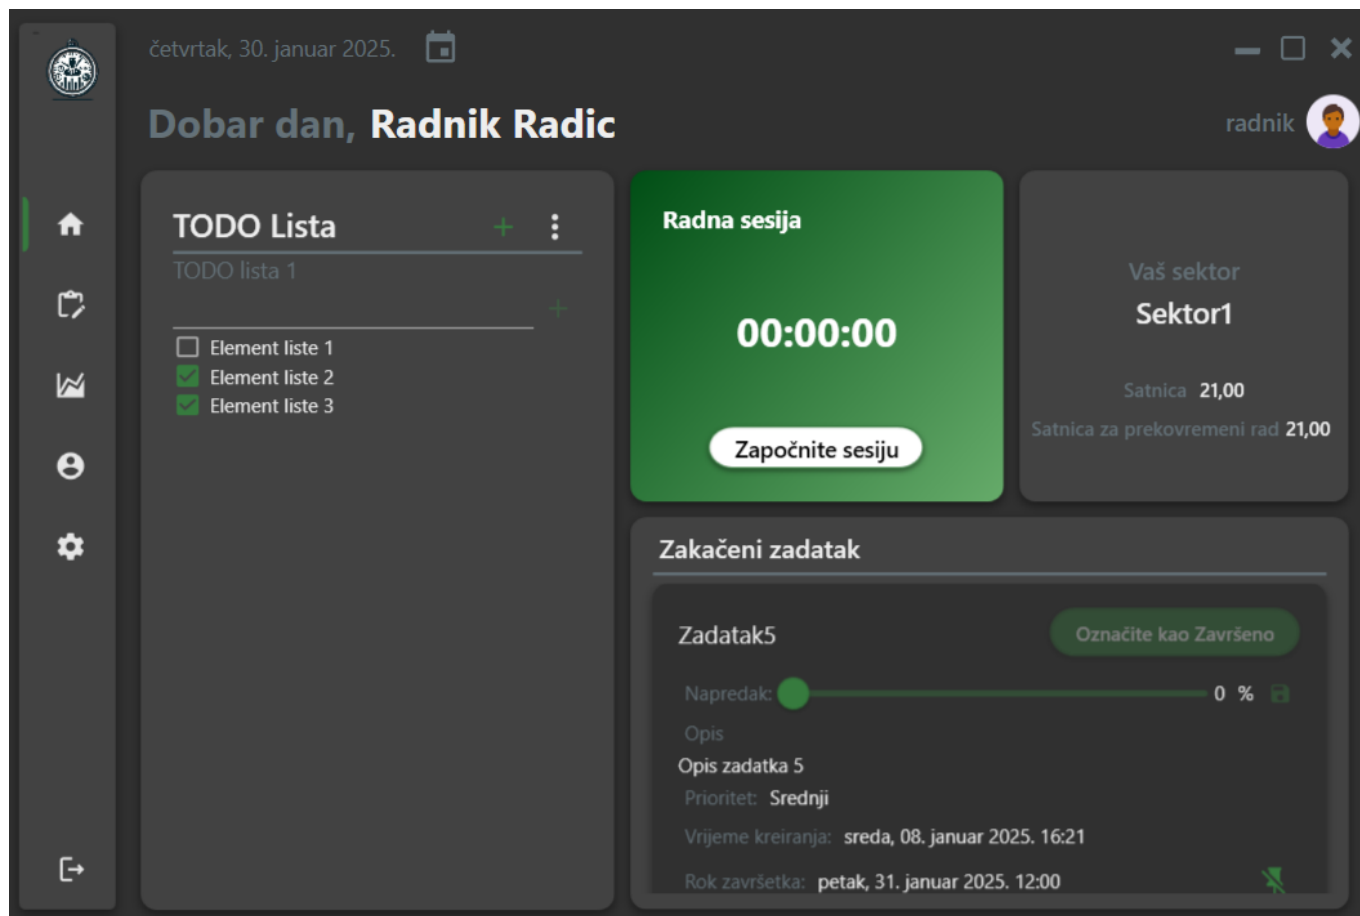 četvrtak, 30. januar 2025.
Dobar dan, Radnik Radic
radnik
TODO Lista
TODO lista 1
Element liste 1
Element liste 2
Element liste 3
Radna sesija
00:00:00
Započnite sesiju
Vaš sektor
Sektor1
Satnica 21,00
Satnica za prekovremeni rad 21,00
Zakačeni zadatak
Zadatak5
Označite kao Završeno
Napredak: 0 %
Opis
Opis zadatka 5
Prioritet: Srednji
Vrijeme kreiranja: sreda, 08. januar 2025. 16:21
Rok završetka: petak, 31. januar 2025. 12:00